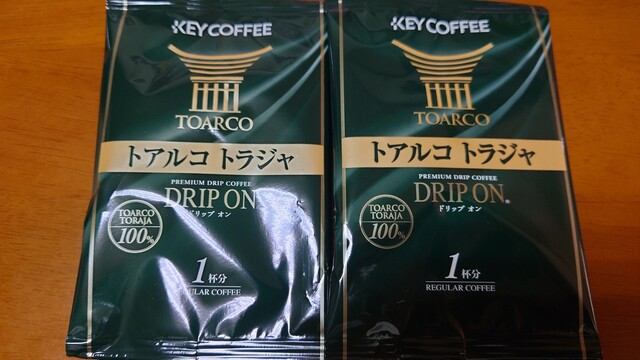 KEY COFFEE
TOARCO
トアルコ トラジャ
PREMIUM DRIP COFFEE
DRIP ON
ドリップ オン
TOARCO
TORAJA
100%
1杯分
REGULAR COFFEE
KEY COFFEE
TOARCO
トアルコ トラジャ
PREMIUM DRIP COFFEE
DRIP ON®
ドリップ オン
TOARCO
TORAJA
100%
1杯分
REGULAR COFFEE